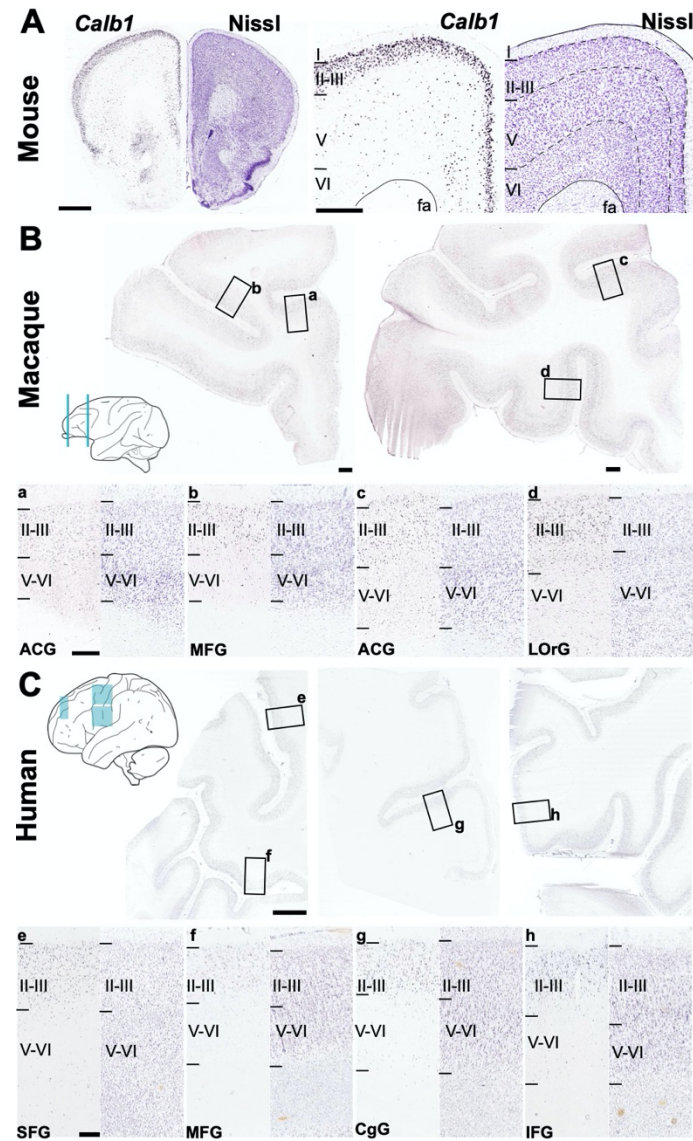 A
Calb1 Nissl Calb1 Nissl
Mouse
I
II-III
V
VI
fa
I
II-III
V
VI
B
Macaque
b
a
c
d
a b c d
II-III II-III II-III II-III II-III II-III II-III II-III
V-VI V-VI V-VI V-VI V-VI V-VI V-VI V-VI
ACG MFG ACG LOrG
C
Human
e
f
g
h
e f g h
II-III II-III II-III II-III II-III II-III II-III II-III
V-VI V-VI V-VI V-VI V-VI V-VI V-VI V-VI
SFG MFG CgG IFG